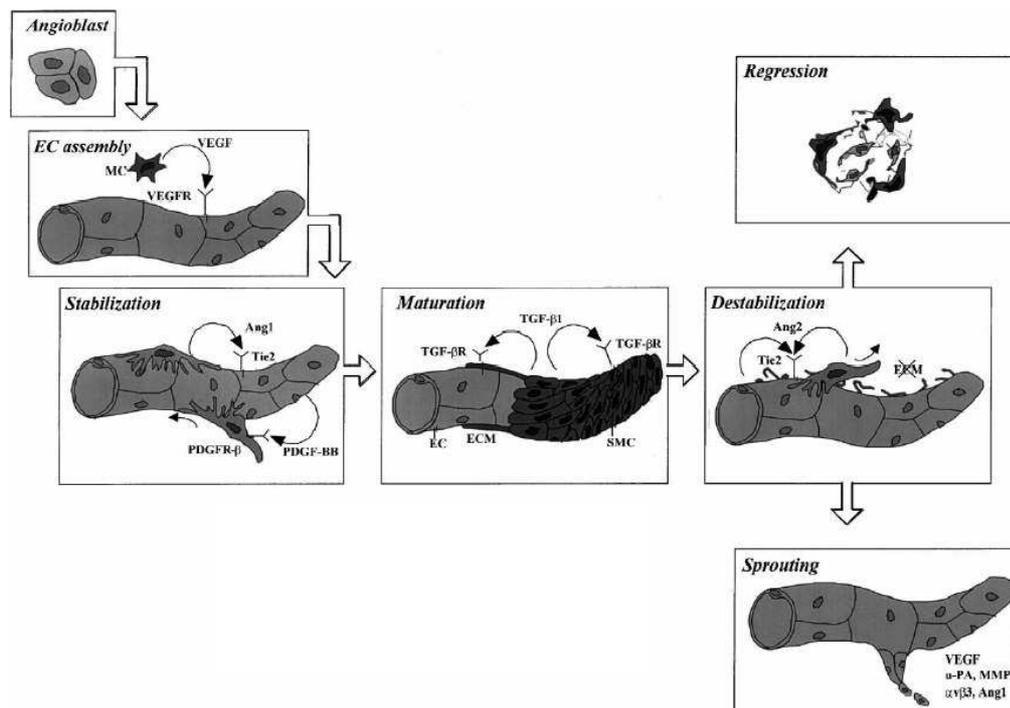 Angioblast
EC assembly
VEGF
MC
VEGFR
Stabilization
Ang1
Tie2
PDGFR-β
PDGF-BB
Maturation
TGF-β1
TGF-βR
TGF-βR
EC
ECM
SMC
Regression
Destabilization
Ang2
Tie2
ECM
Sprouting
VEGF
u-PA, MMP
αvβ3, Ang1